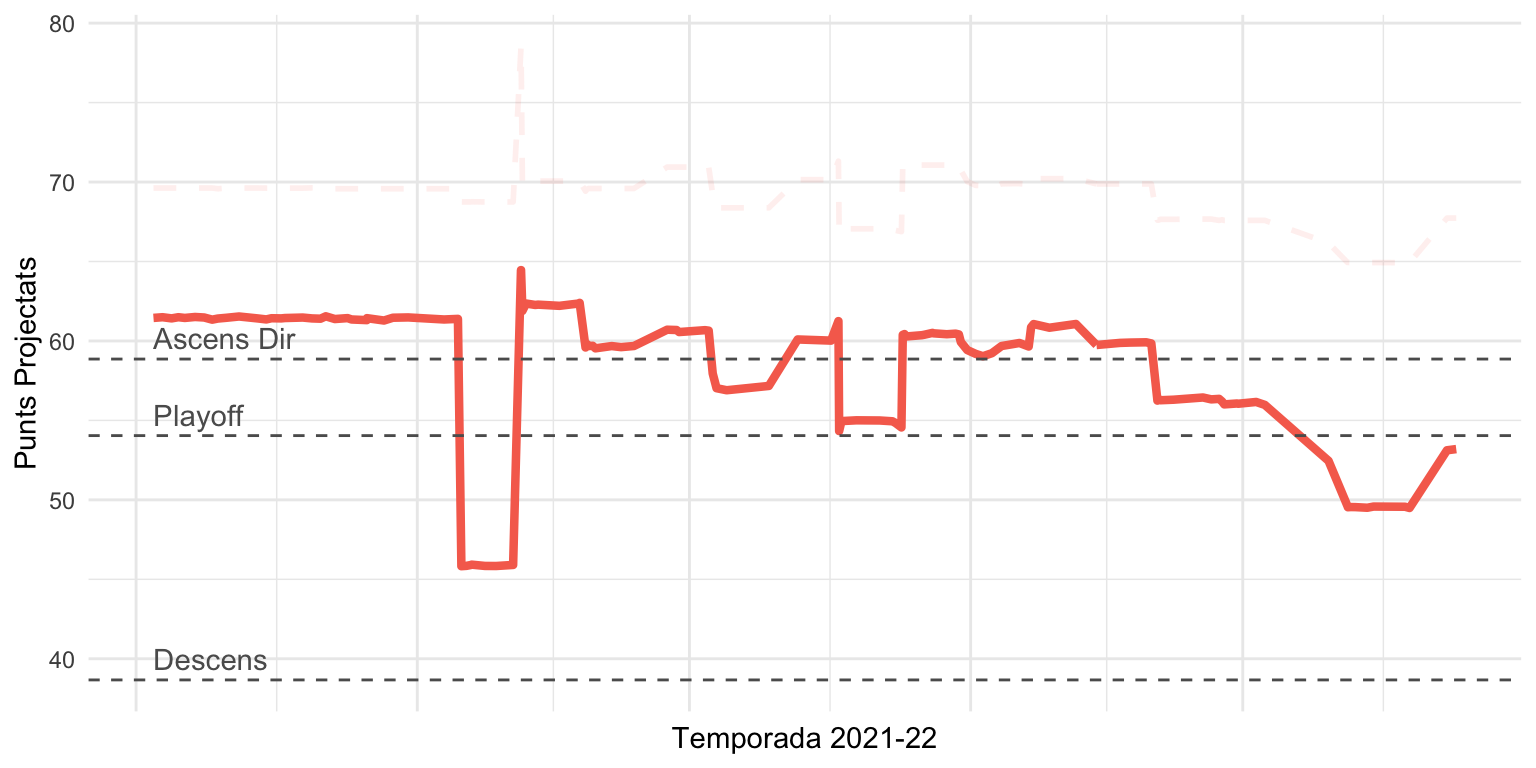 80
70
60
50
40
Punts Projectats
Ascens Dir
Playoff
Descens
Temporada 2021-22